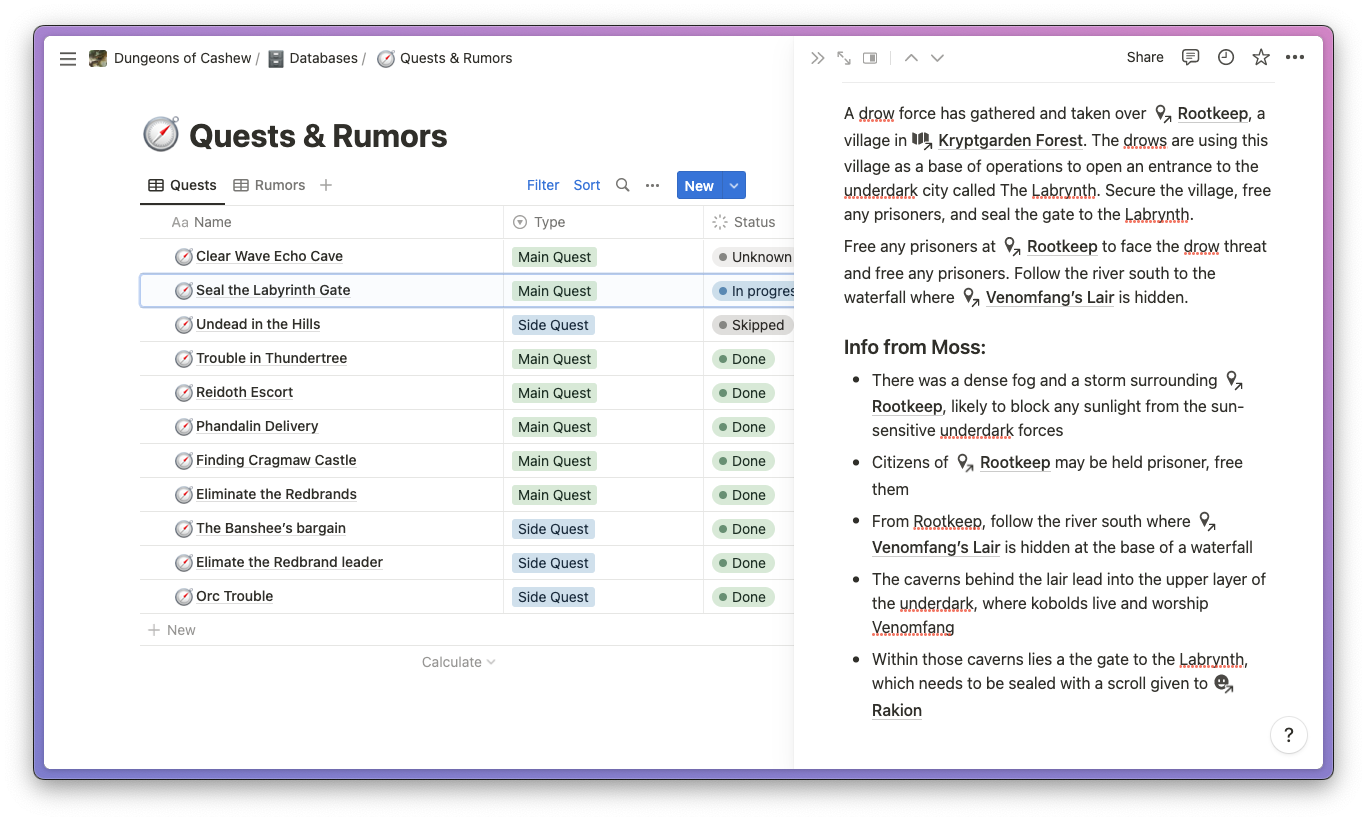 Dungeons of Cashew / Databases / Quests & Rumors
Quests & Rumors
Quests Rumors
Filter Sort New
Aa Name Type Status
Clear Wave Echo Cave Main Quest Unknown
Seal the Labyrinth Gate Main Quest In progres
Undead in the Hills Side Quest Skipped
Trouble in Thundertree Main Quest Done
Reidoth Escort Main Quest Done
Phandalin Delivery Main Quest Done
Finding Cragmaw Castle Main Quest Done
Eliminate the Redbrands Main Quest Done
The Banshee’s bargain Side Quest Done
Elimate the Redbrand leader Side Quest Done
Orc Trouble Side Quest Done
New
Calculate
Share
A drow force has gathered and taken over Rootkeep, a
village in Kryptgarden Forest. The drows are using this
village as a base of operations to open an entrance to the
underdark city called The Labrynth. Secure the village, free
any prisoners, and seal the gate to the Labrynth.
Free any prisoners at Rootkeep to face the drow threat
and free any prisoners. Follow the river south to the
waterfall where Venomfang’s Lair is hidden.
Info from Moss:
• There was a dense fog and a storm surrounding
Rootkeep, likely to block any sunlight from the sun-
sensitive underdark forces
• Citizens of Rootkeep may be held prisoner, free
them
• From Rootkeep, follow the river south where
Venomfang’s Lair is hidden at the base of a waterfall
• The caverns behind the lair lead into the upper layer of
the underdark, where kobolds live and worship
Venomfang
• Within those caverns lies a the gate to the Labrynth,
which needs to be sealed with a scroll given to
Rakion
?